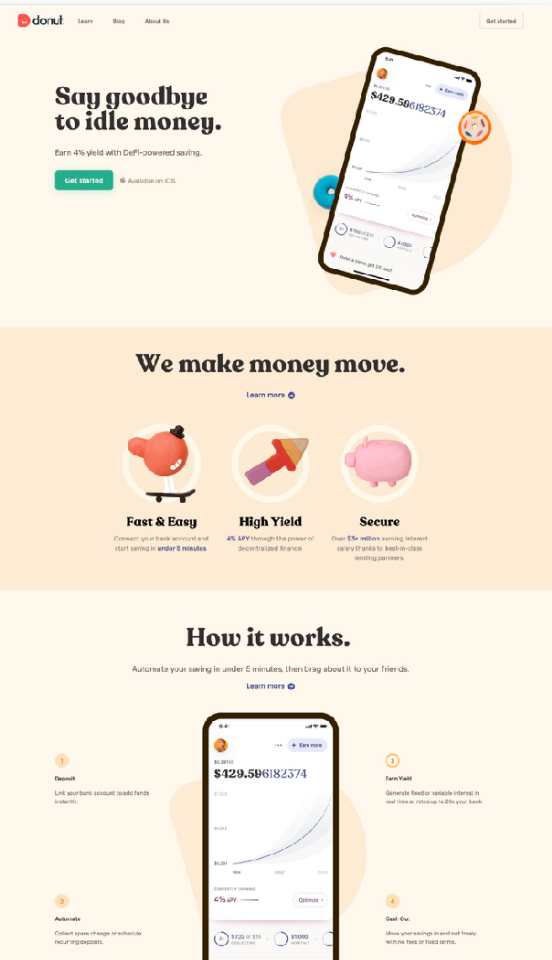 donut
Learn
Blog
About Us
Get started
Say goodbye
to idle money.
Earn 4% yield with DeFi-powered saving.
Get started
Available on iOS
Earn more
$429.596182374
4% APY
We make money move.
Learn more
Fast & Easy
Connect your bank account and
start saving in under 5 minutes.
High Yield
4% APY through the power of
decentralized finance.
Secure
Over $3+ million earning interest
safely thanks to best-in-class
lending partners.
How it works.
Automate your saving in under 5 minutes, then brag about it to your friends.
Learn more
1
Deposit
Link your bank account to add funds
instantly.
2
Automate
Collect spare change or schedule
recurring deposits.
9:41
Earn more
$429.596182374
CURRENTLY EARNING
4% APY
Optimize
MONTHLY
3
Earn Yield
Generate fixed or variable interest in
real time at rates up to
your bank.
4
Cash Out
Move your savings in and out freely
with no fees or fixed terms.